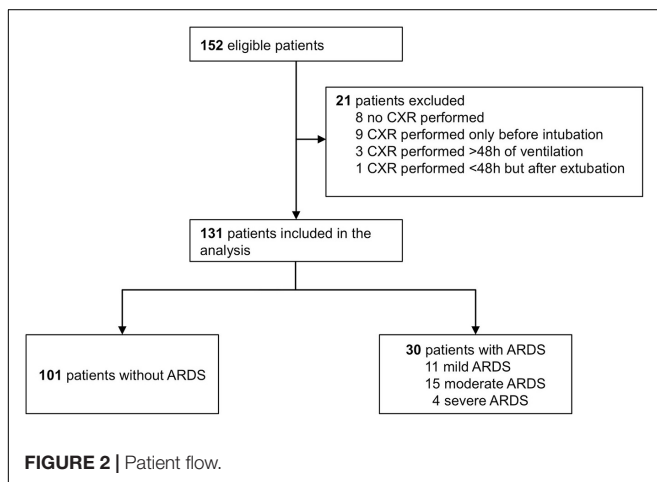 152 eligible patients
21 patients excluded
8 no CXR performed
9 CXR performed only before intubation
3 CXR performed >48h of ventilation
1 CXR performed <48h but after extubation
131 patients included in the
analysis
101 patients without ARDS
30 patients with ARDS
11 mild ARDS
15 moderate ARDS
4 severe ARDS
FIGURE 2 | Patient flow.